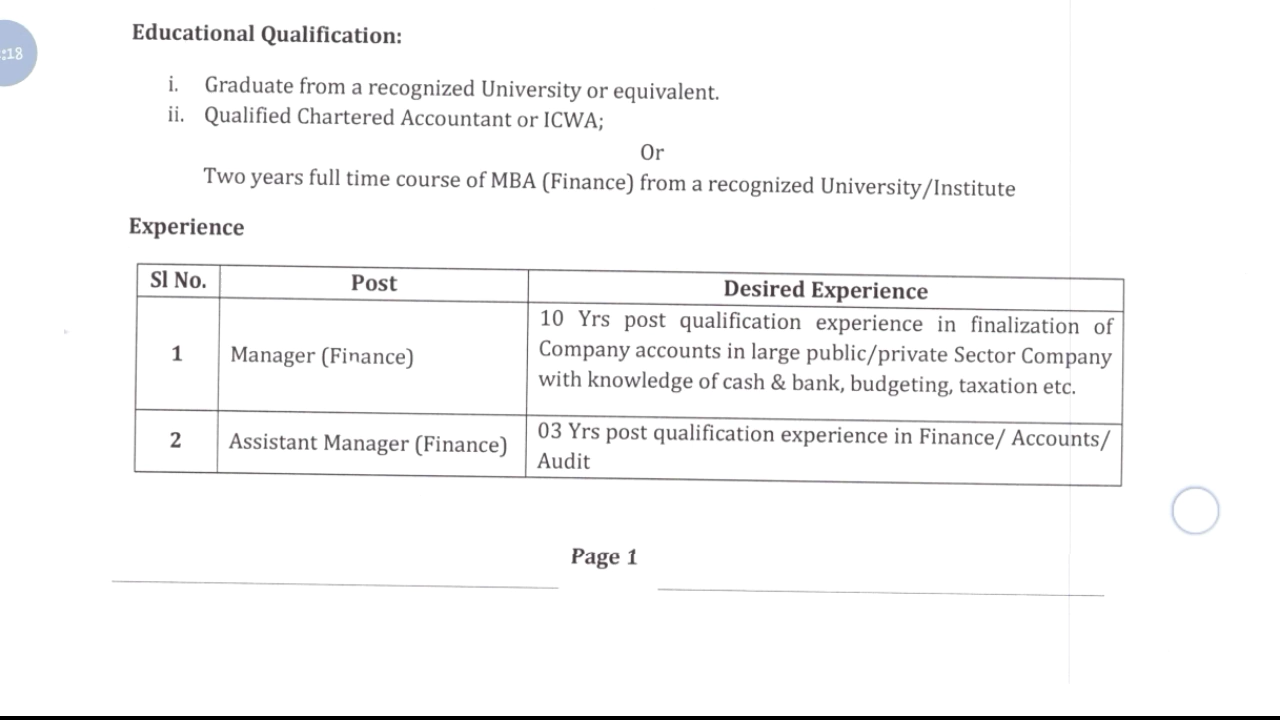 :18
Educational Qualification:
i. Graduate from a recognized University or equivalent.
ii. Qualified Chartered Accountant or ICWA;
Or
Two years full time course of MBA (Finance) from a recognized University/Institute
Experience
Sl No. Post Desired Experience
1 Manager (Finance) 10 Yrs post qualification experience in finalization of
Company accounts in large public/private Sector Company
with knowledge of cash & bank, budgeting, taxation etc.
2 Assistant Manager (Finance) 03 Yrs post qualification experience in Finance/ Accounts/
Audit
Page 1